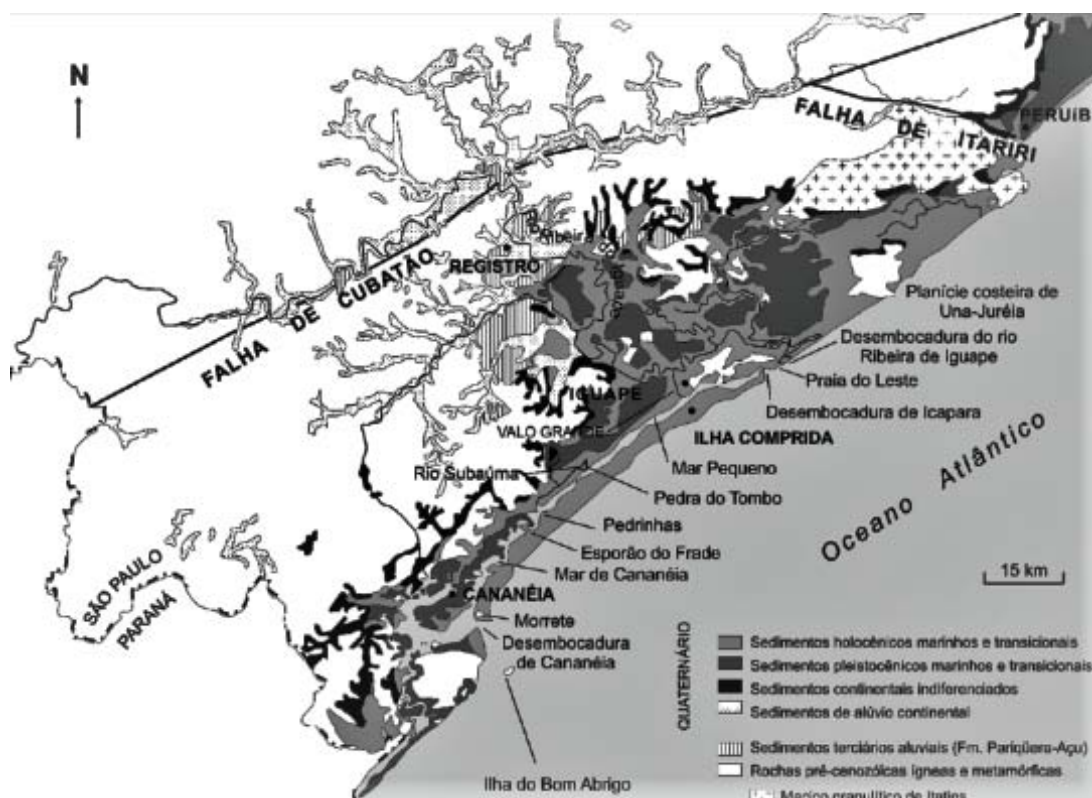 N
FALHA
DE
ITARIRI
PERUÍB
REGISTRO
FALHA
DE
CUBATÃO
Planície costeira de
Una-Juréia
Desembocadura do rio
Ribeira de Iguape
Praia do Leste
Desembocadura de Icapara
IGUAPE
VALO GRANDE
ILHA COMPRIDA
Mar Pequeno
Rio Subaúma
Pedra do Tombo
Pedrinhas
Esporão do Frade
Mar de Cananéia
CANANÉIA
Morrete
Desembocadura
de Cananéia
Ilha do Bom Abrigo
Oceano Atlântico
15 km
SÃO PAULO
PARANÁ
QUATERNÁRIO
Sedimentos holocênicos marinhos e transicionais
Sedimentos pleistocênicos marinhos e transicionais
Sedimentos continentais indiferenciados
Sedimentos de alúvio continental
Sedimentos terciários aluviais (Fm. Pariqüera-Açu)
Rochas pré-cenozóicas ígneas e metamórficas